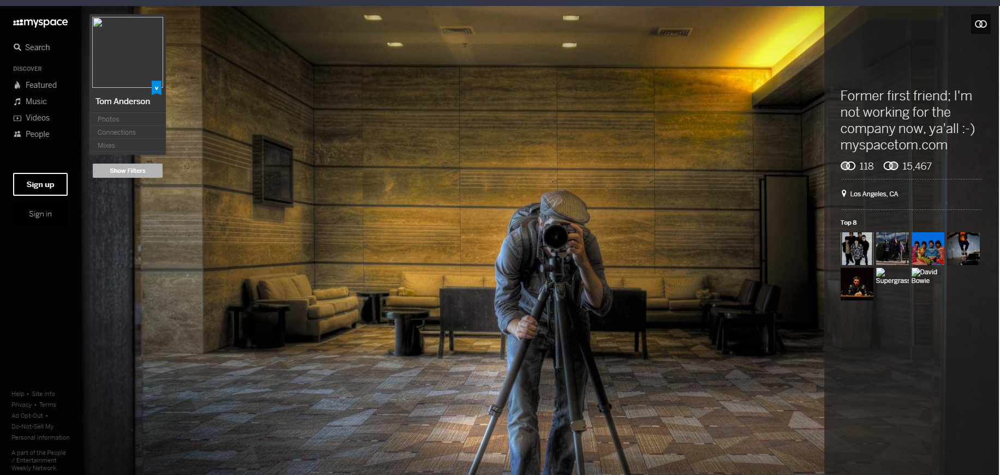 myspace
Search
DISCOVER
Featured
Music
Videos
People
Sign up
Sign in
Help • Site Info
Privacy • Terms
Ad Opt-Out •
Do-Not-Sell My
Personal Information
A part of the People
/ Entertainment
Weekly Network.
v
Tom Anderson
Photos
Connections
Mixes
Show Filters
Former first friend; I'm
not working for the
company now, ya'all :-)
myspacetom.com
118 15,467
Los Angeles, CA
Top 8
Supergrass
David
Bowie